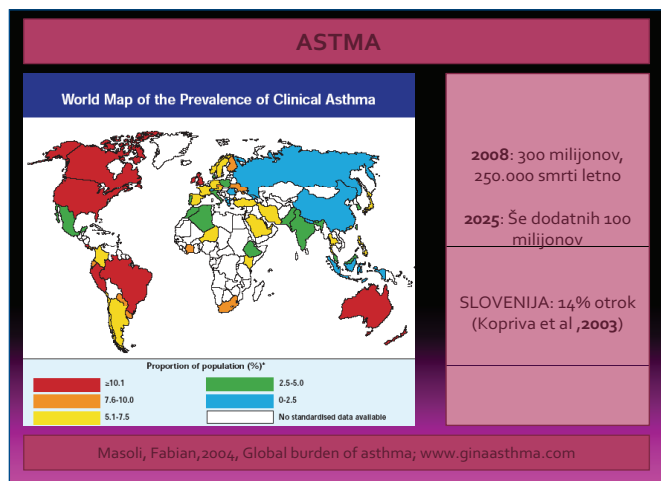 ASTMA
World Map of the Prevalence of Clinical Asthma
Proportion of population (%)*
≥10.1
7.6-10.0
5.1-7.5
2.5-5.0
0-2.5
No standardised data available
2008: 300 milijonov,
250.000 smrti letno
2025: Še dodatnih 100
milijonov
SLOVENIJA: 14% otrok
(Kopriva et al ,2003)
Masoli, Fabian,2004, Global burden of asthma; www.ginaasthma.com